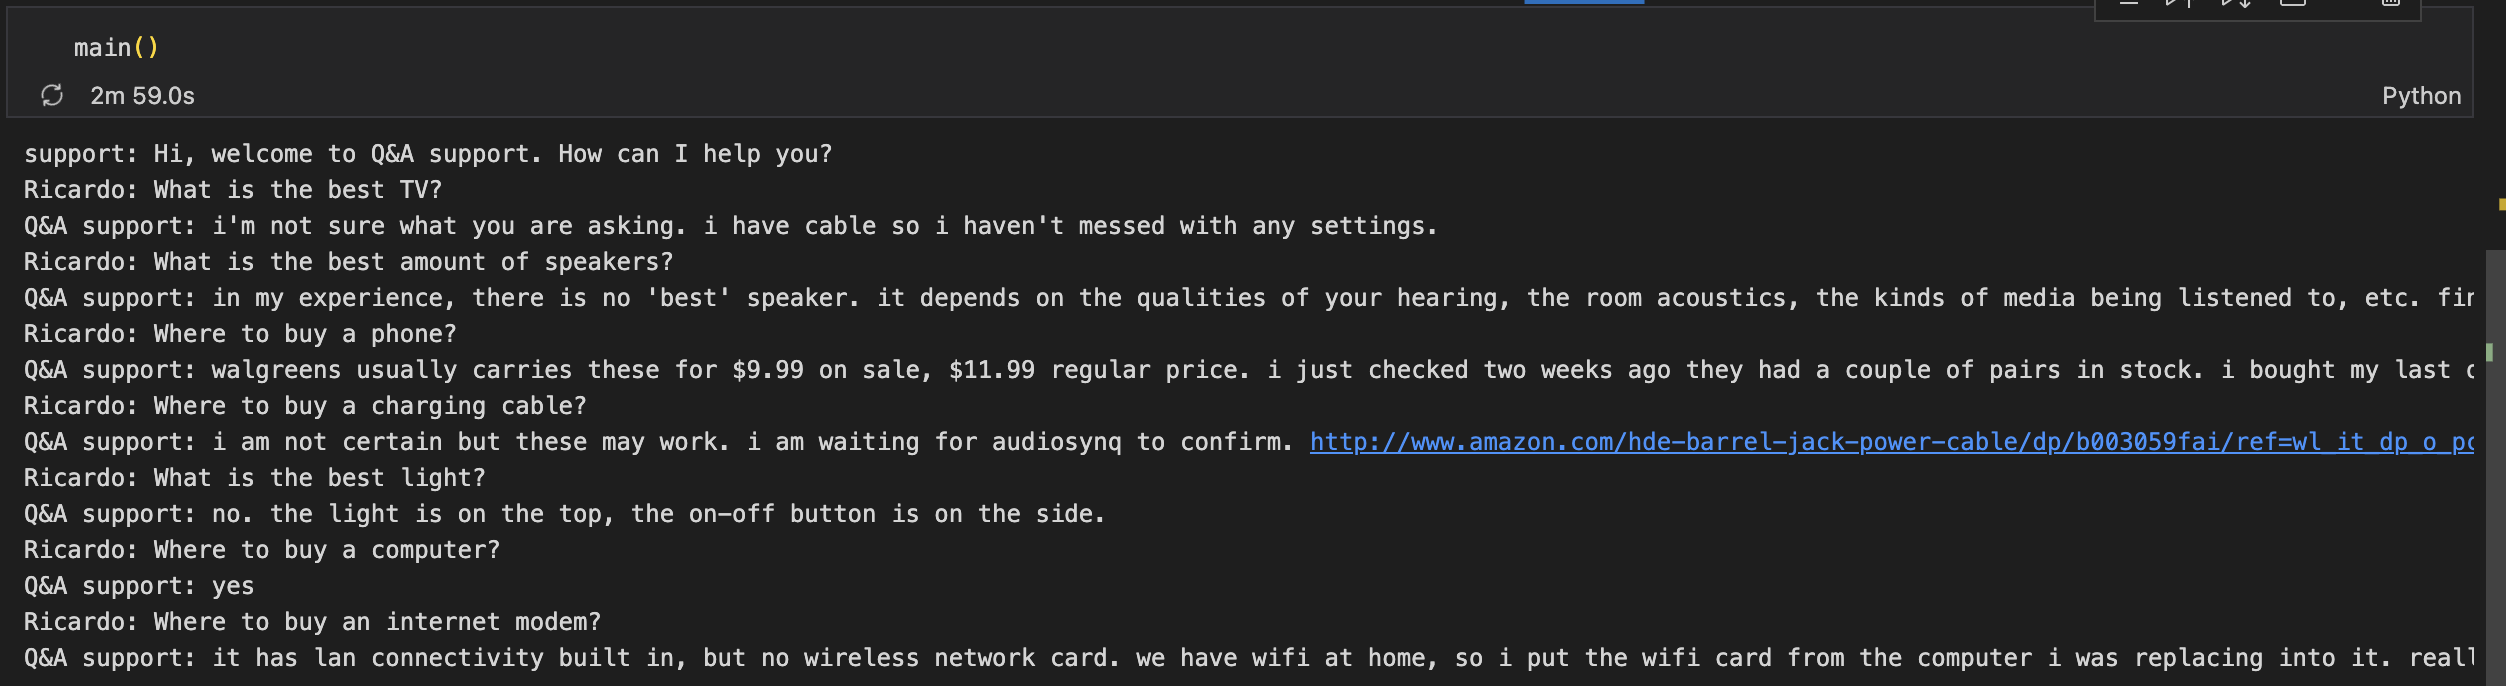 main()
2m 59.0s
Python
support: Hi, welcome to Q&A support. How can I help you?
Ricardo: What is the best TV?
Q&A support: i'm not sure what you are asking. i have cable so i haven't messed with any settings.
Ricardo: What is the best amount of speakers?
Q&A support: in my experience, there is no 'best' speaker. it depends on the qualities of your hearing, the room acoustics, the kinds of media being listened to, etc.
Ricardo: Where to buy a phone?
Q&A support: walgreens usually carries these for $9.99 on sale, $11.99 regular price. i just checked two weeks ago they had a couple of pairs in stock. i bought my last
Ricardo: Where to buy a charging cable?
Q&A support: i am not certain but these may work. i am waiting for audiosynq to confirm. http://www.amazon.com/hde-barrel-jack-power-cable/dp/b003059fai/ref=wl_it_dp_o_p
Ricardo: What is the best light?
Q&A support: no. the light is on the top, the on-off button is on the side.
Ricardo: Where to buy a computer?
Q&A support: yes
Ricardo: Where to buy an internet modem?
Q&A support: it has lan connectivity built in, but no wireless network card. we have wifi at home, so i put the wifi card from the computer i was replacing into it.